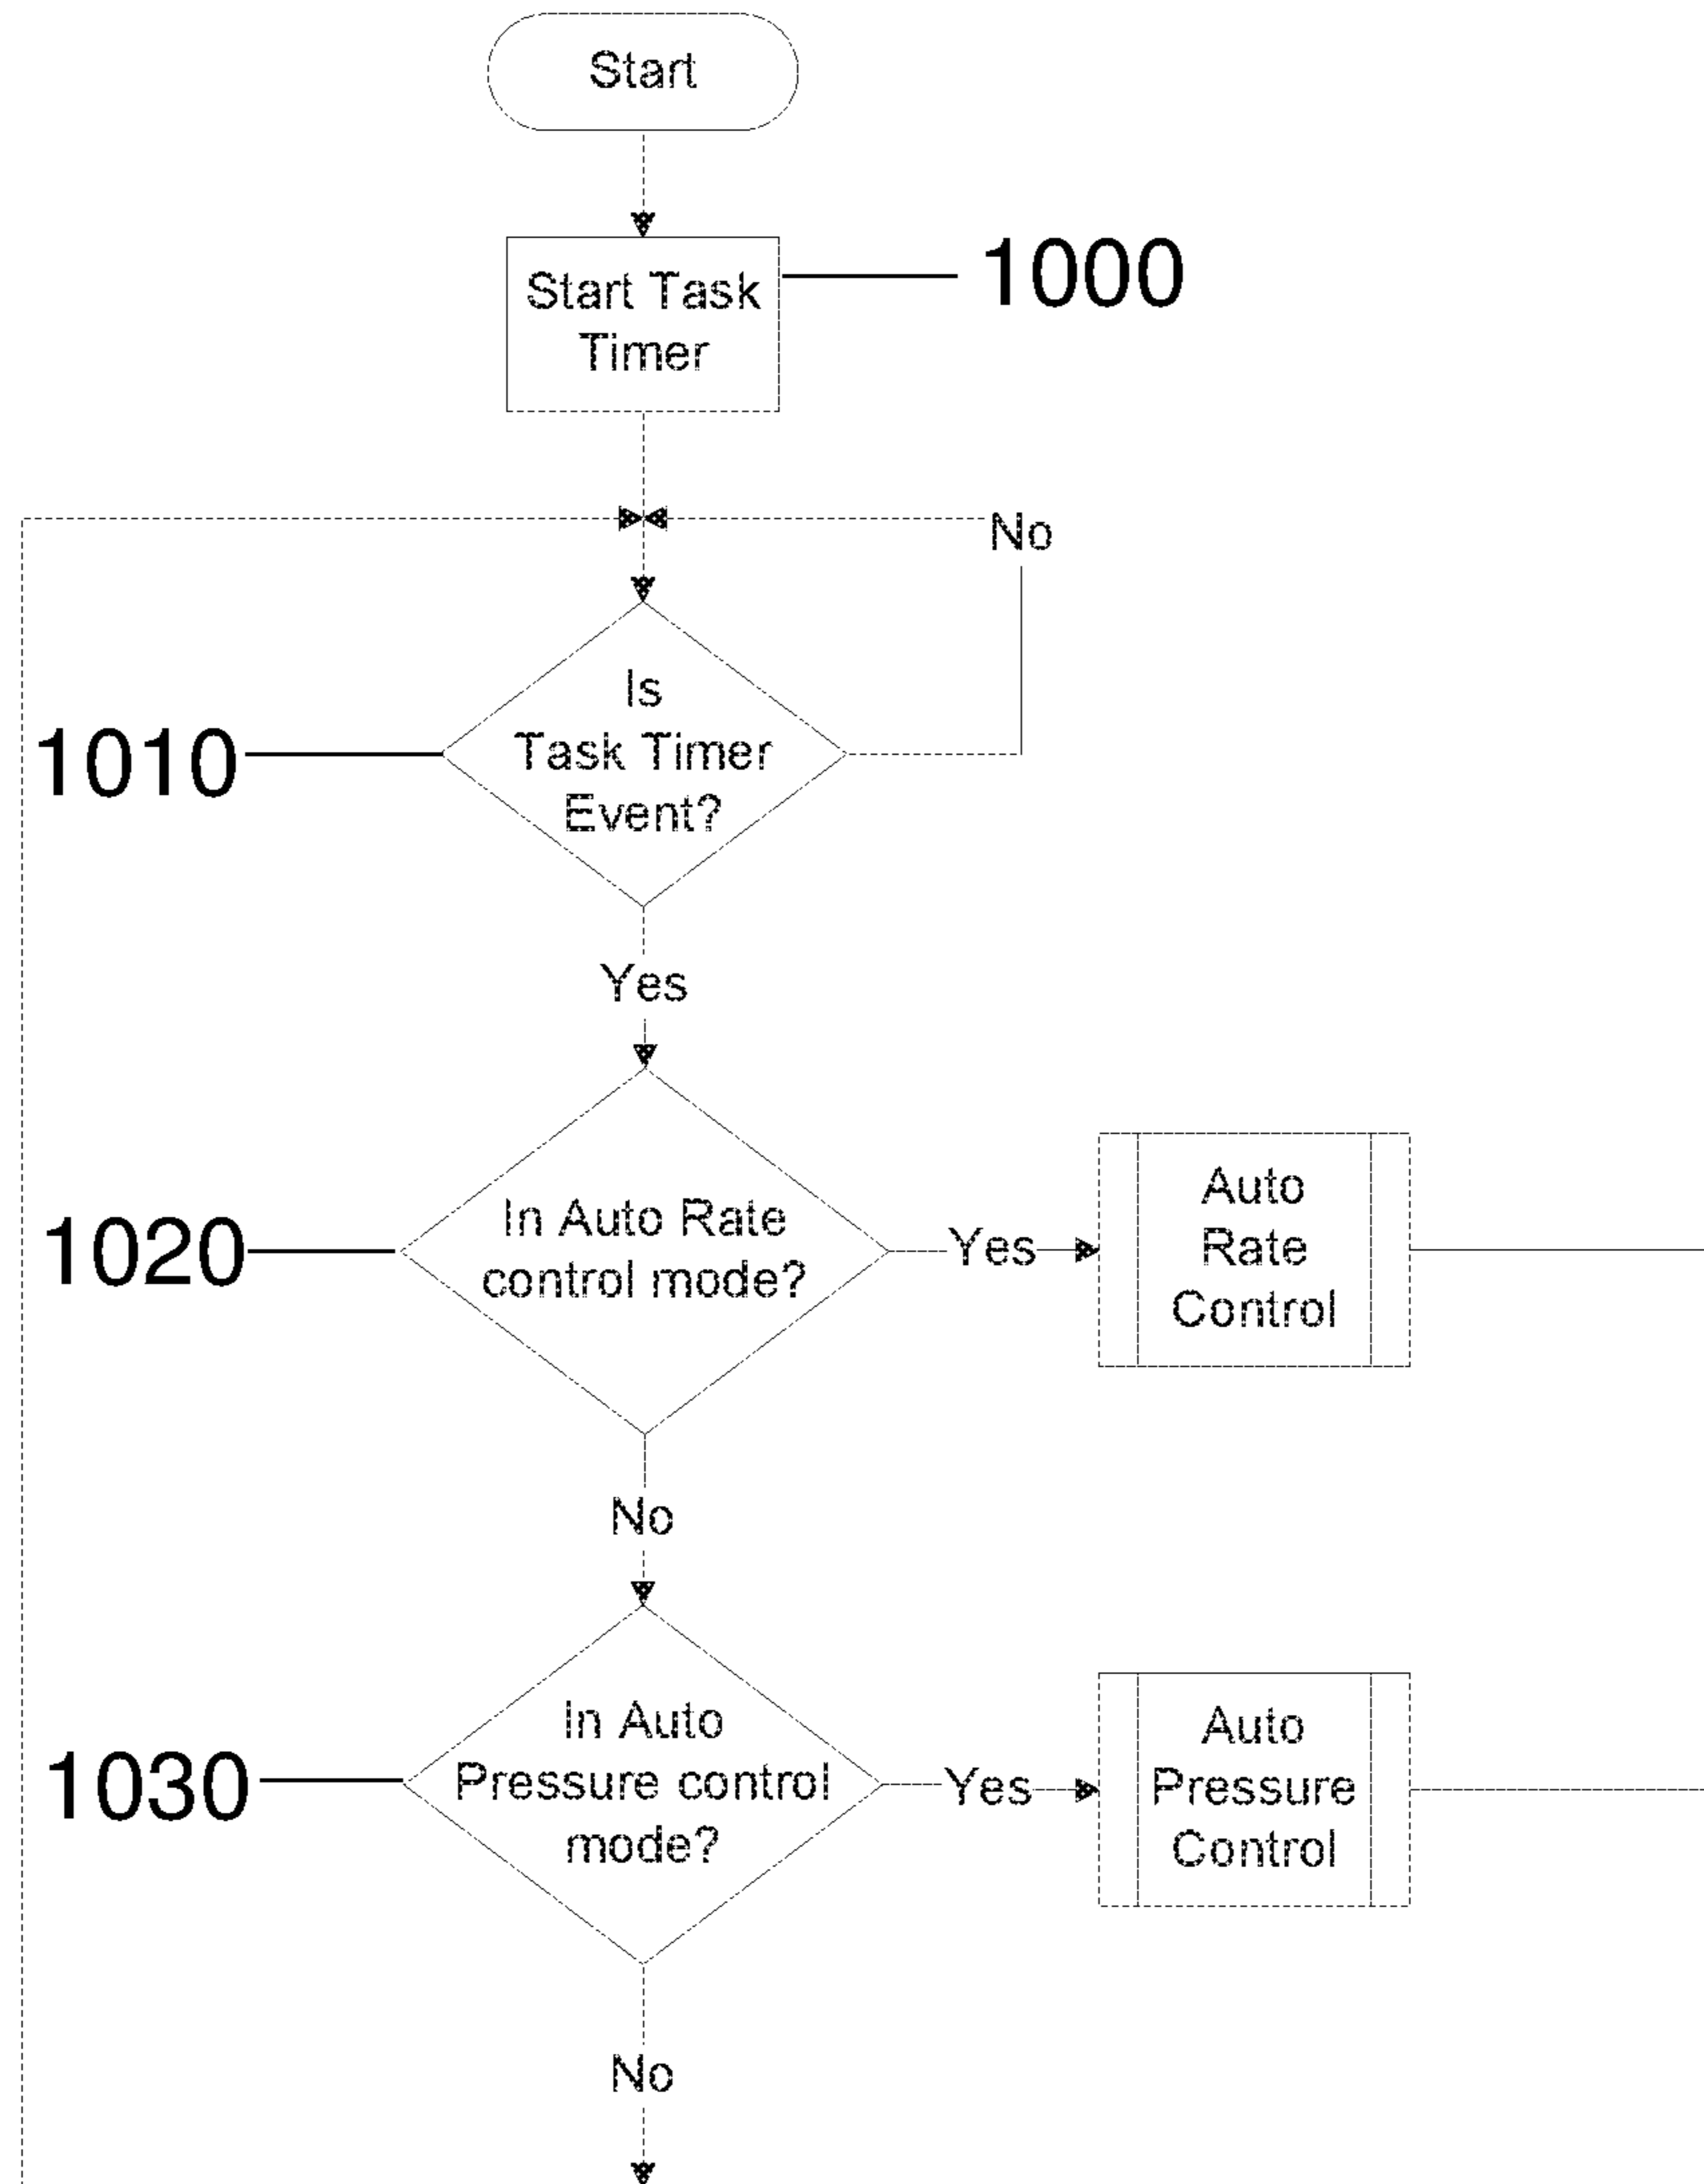 Start
Start Task
Timer
1000
No
Is
Task Timer
Event?
1010
Yes
In Auto Rate
control mode?
1020
Yes
Auto
Rate
Control
No
In Auto
Pressure control
mode?
1030
Yes
Auto
Pressure
Control
No